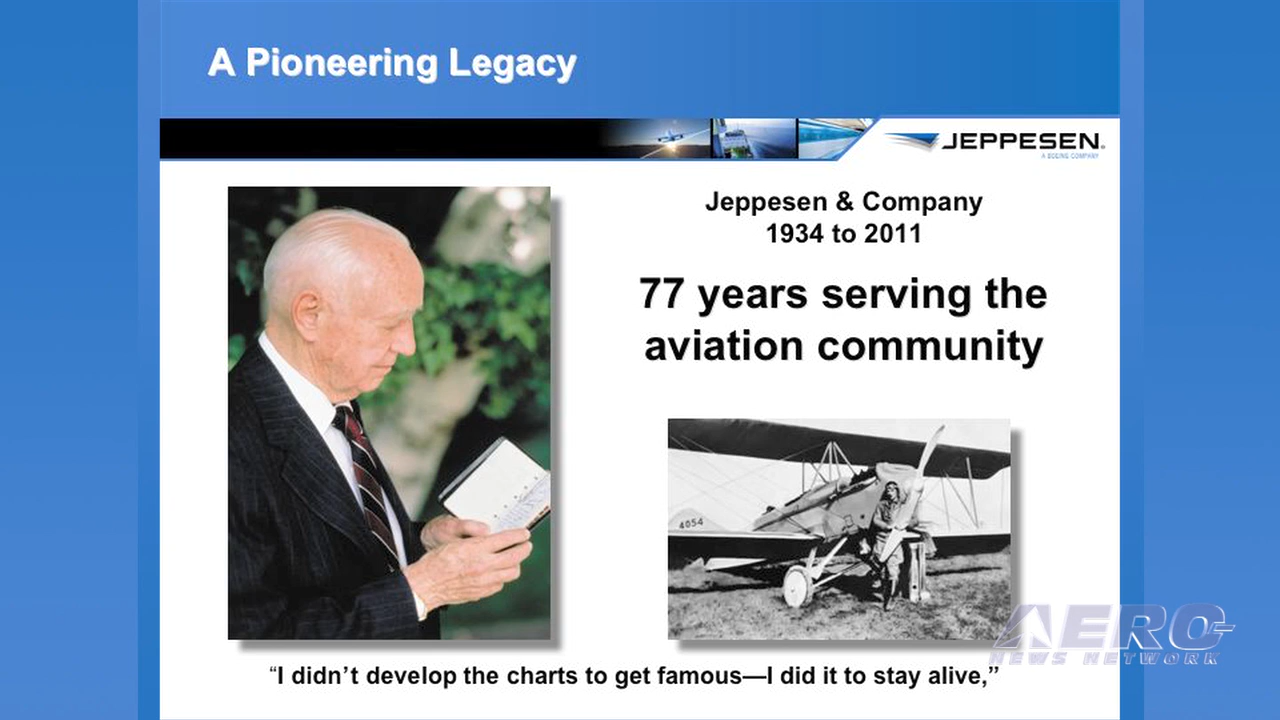 A Pioneering Legacy
JEPPESEN
A BOEING COMPANY
Jeppesen & Company
1934 to 2011
77 years serving the
aviation community
4054
“I didn’t develop the charts to get famous—I did it to stay alive,”
AERO-
NEWS NETWORK